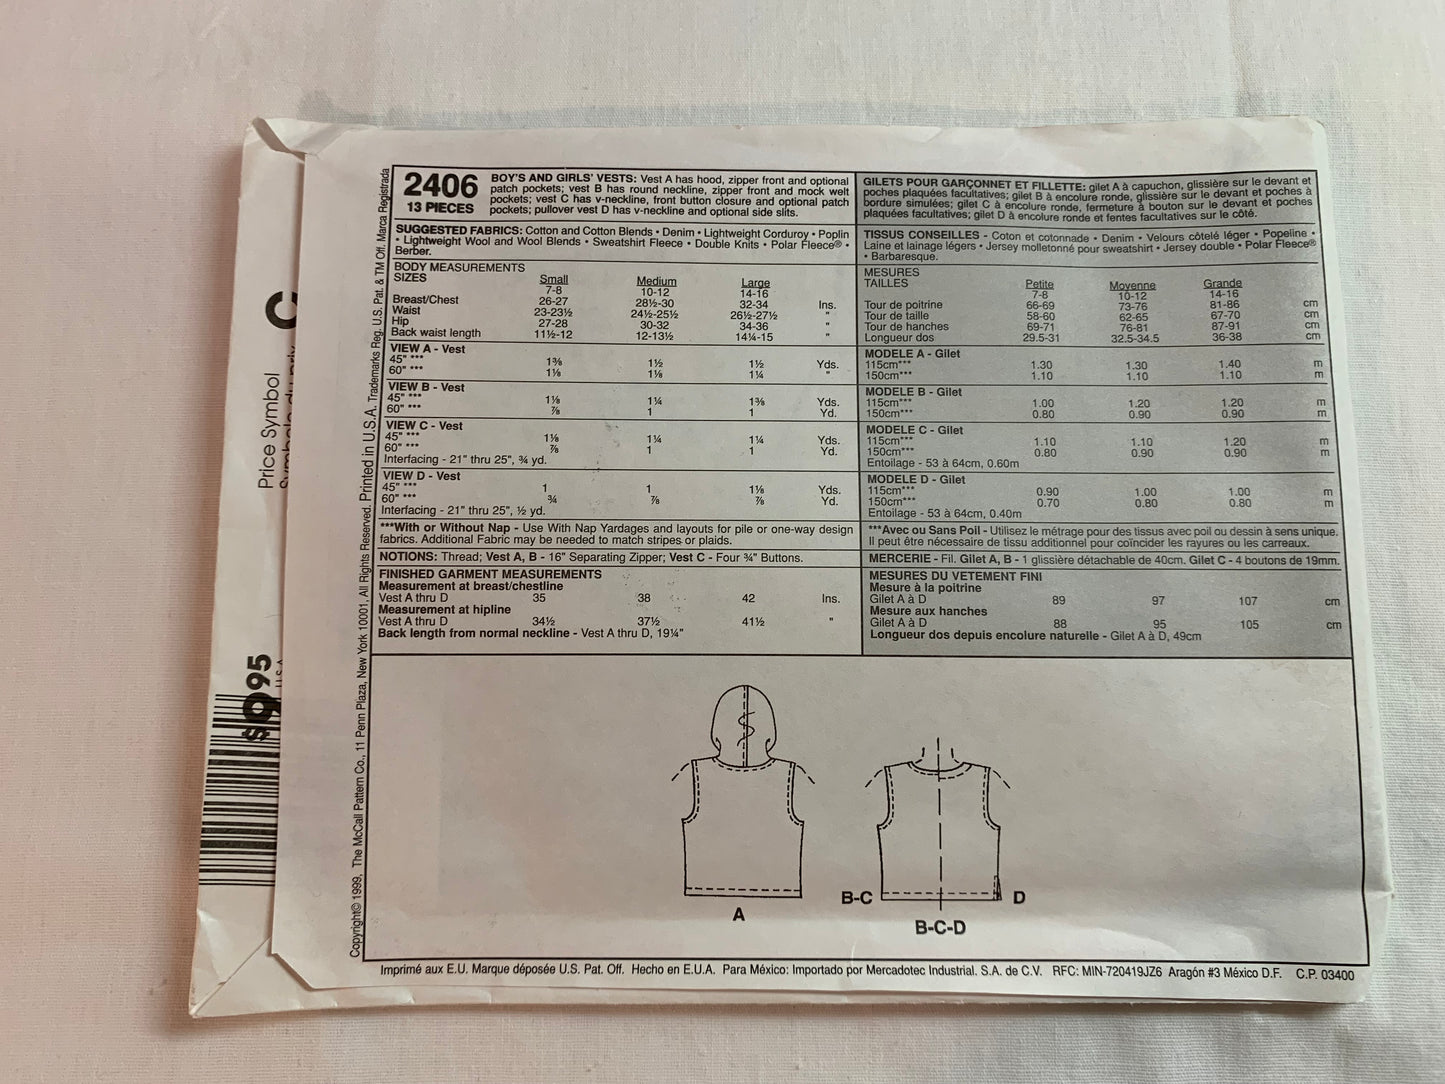 2406
13 PIECES
BOY'S AND GIRLS' VESTS: Vest A has hood, zipper front and optional
patch pockets; vest B has round neckline, zipper front and mock welt
pockets; vest C has v-neckline, front button closure and optional patch
pockets; pullover vest D has v-neckline and optional side slits.
SUGGESTED FABRICS: Cotton and Cotton Blends • Denim • Lightweight Corduroy • Poplin
• Lightweight Wool and Wool Blends • Sweatshirt Fleece • Double Knits • Polar Fleece® •
Berber.
BODY MEASUREMENTS
SIZES Small Medium Large
7-8 10-12 14-16
Breast/Chest 26-27 28½-30 32-34 Ins.
Waist 23-23½ 24½-25½ 26½-27½ "
Hip 27-28 30-32 34-36 "
Back waist length 11½-12 12-13½ 14¼-15 "
VIEW A - Vest
45" *** 1⅜ 1½ 1½ Yds.
60" *** 1⅛ 1⅛ 1¼ "
VIEW B - Vest
45" *** 1⅛ 1¼ 1⅜ Yds.
60" *** ⅞ 1 1 Yd.
VIEW C - Vest
45" *** 1⅛ 1¼ 1¼ Yds.
60" *** ⅞ 1 1 Yd.
Interfacing - 21" thru 25", ¾ yd.
VIEW D - Vest
45" *** 1 1 1⅛ Yds.
60" *** ¾ ⅞ ⅞ Yd.
Interfacing - 21" thru 25", ½ yd.
***With or Without Nap - Use With Nap Yardages and layouts for pile or one-way design
fabrics. Additional Fabric may be needed to match stripes or plaids.
NOTIONS: Thread; Vest A, B - 16" Separating Zipper; Vest C - Four ¾" Buttons.
FINISHED GARMENT MEASUREMENTS
Measurement at breast/chestline
Vest A thru D 35 38 42 Ins.
Measurement at hipline
Vest A thru D 34½ 37½ 41½ "
Back length from normal neckline - Vest A thru D, 19¼"
GILETS POUR GARÇONNET ET FILLETTE: gilet A à capuchon, glissière sur le devant et
poches plaquées facultatives; gilet B à encolure ronde, glissière sur le devant et poches à
bordure simulées; gilet C à encolure ronde, fermeture à bouton sur le devant et poches
plaquées facultatives; gilet D à encolure ronde et fentes facultatives sur le côté.
TISSUS CONSEILLES - Coton et cotonnade • Denim • Velours côtelé léger • Popeline •
Laine et lainage légers • Jersey molletonné pour sweatshirt • Jersey double • Polar Fleece®
• Barbaresque.
MESURES
TAILLES Petite Moyenne Grande
7-8 10-12 14-16
Tour de poitrine 66-69 73-76 81-86 cm
Tour de taille 58-60 62-65 67-70 cm
Tour de hanches 69-71 76-81 87-91 cm
Longueur dos 29.5-31 32.5-34.5 36-38 cm
MODELE A - Gilet
115cm*** 1.30 1.30 1.40 m
150cm*** 1.10 1.10 1.10 m
MODELE B - Gilet
115cm*** 1.00 1.20 1.20 m
150cm*** 0.80 0.90 0.90 m
MODELE C - Gilet
115cm*** 1.10 1.10 1.20 m
150cm*** 0.80 0.90 0.90 m
Entoilage - 53 à 64cm, 0.60m
MODELE D - Gilet
115cm*** 0.90 1.00 1.00 m
150cm*** 0.70 0.80 0.80 m
Entoilage - 53 à 64cm, 0.40m
***Avec ou Sans Poil - Utilisez le métrage pour des tissus avec poil ou dessin à sens unique.
Il peut être nécessaire de tissu additionnel pour coïncider les rayures ou les carreaux.
MERCERIE - Fil. Gilet A, B - 1 glissière détachable de 40cm. Gilet C - 4 boutons de 19mm.
MESURES DU VETEMENT FINI
Mesure à la poitrine
Gilet A à D 89 97 107 cm
Mesure aux hanches
Gilet A à D 88 95 105 cm
Longueur dos depuis encolure naturelle - Gilet A à D, 49cm
A
B-C
D
B-C-D
Imprimé aux E.U. Marque déposée U.S. Pat. Off. Hecho en E.U.A. Para México: Importado por Mercadotec Industrial. S.A. de C.V. RFC: MIN-720419JZ6 Aragón #3 México D.F. C.P. 03400
Copyright© 1999, The McCall Pattern Co., 11 Penn Plaza, New York 10001, All Rights Reserved. Printed in U.S.A. Trademarks Reg. U.S. Pat. & TM Off. Marca Registrada
Price Symbol
C
$9.95